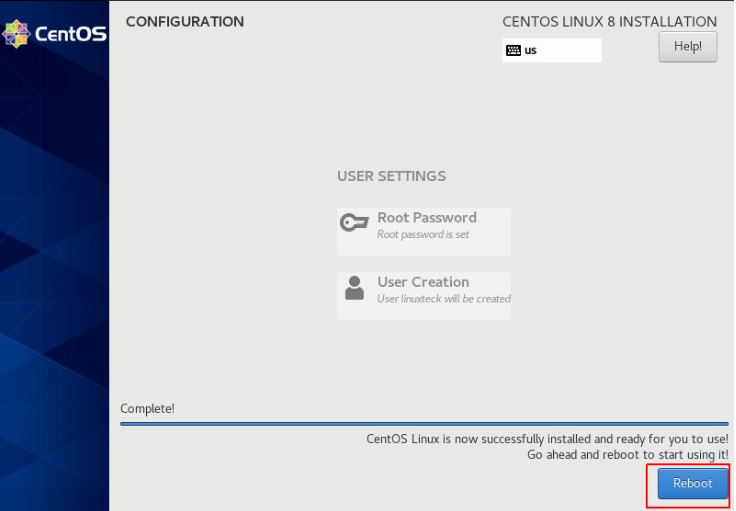 CentOS
CONFIGURATION
CENTOS LINUX 8 INSTALLATION
us
Help!
USER SETTINGS
Root Password
Root password is set
User Creation
User linuxteck will be created
Complete!
CentOS Linux is now successfully installed and ready for you to use!
Go ahead and reboot to start using it!
Reboot